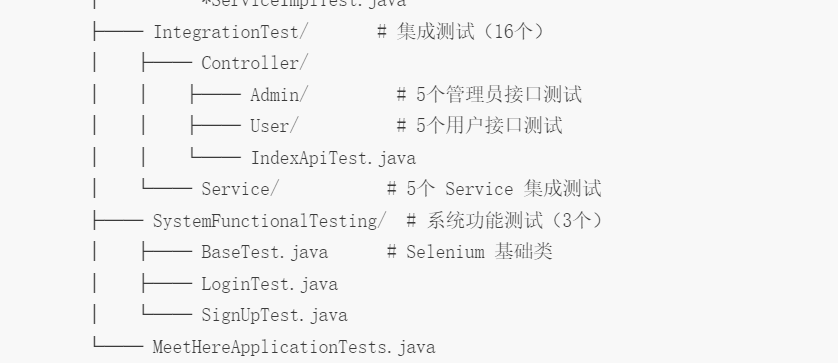 │           *ServiceImplTest.java
├──── IntegrationTest/       # 集成测试（16个）
│    ├──── Controller/
│    │    ├──── Admin/         # 5个管理员接口测试
│    │    ├──── User/          # 5个用户接口测试
│    │    └──── IndexApiTest.java
│    └──── Service/           # 5个 Service 集成测试
├──── SystemFunctionalTesting/  # 系统功能测试（3个）
│    ├──── BaseTest.java      # Selenium 基础类
│    ├──── LoginTest.java
│    └──── SignUpTest.java
└──── MeetHereApplicationTests.java